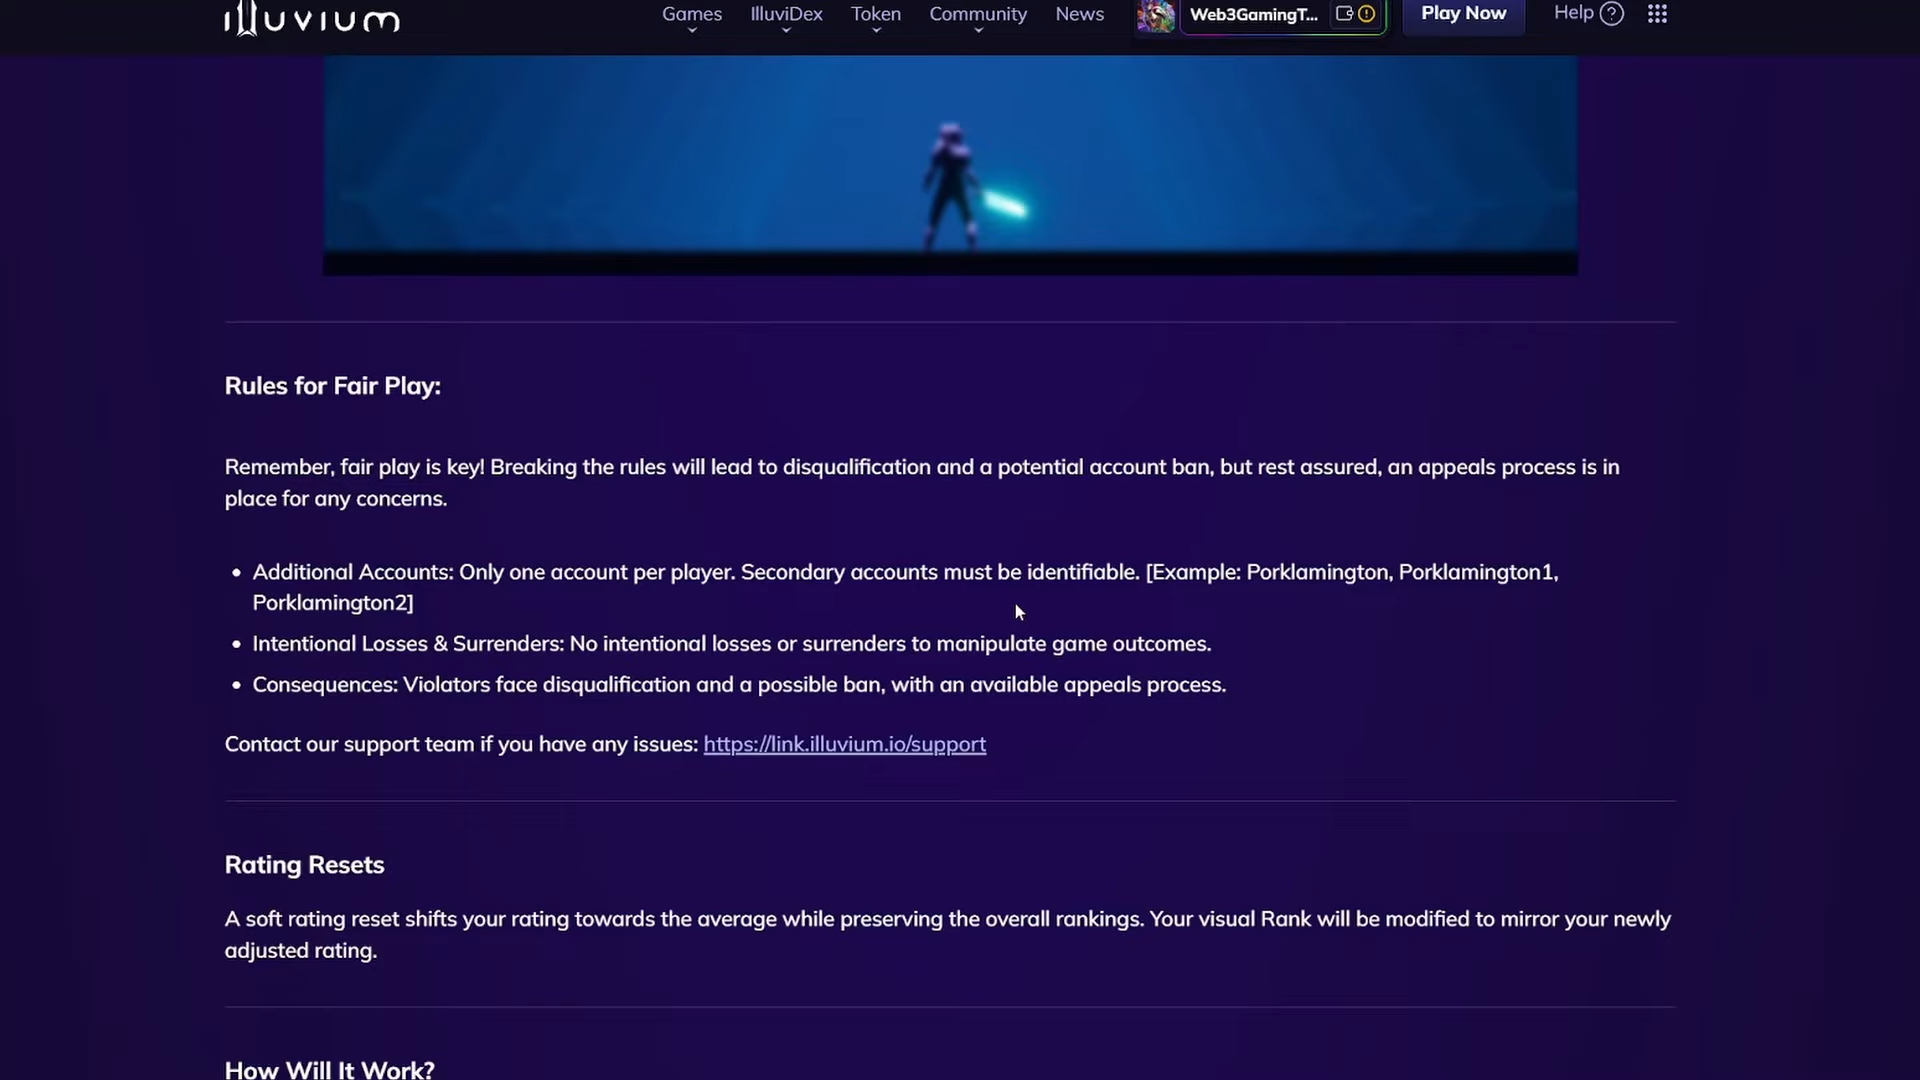 illuvium
Games IlluviDex Token Community News Web3GamingT... Play Now Help
Rules for Fair Play:
Remember, fair play is key! Breaking the rules will lead to disqualification and a potential account ban, but rest assured, an appeals process is in
place for any concerns.
• Additional Accounts: Only one account per player. Secondary accounts must be identifiable. [Example: Porklamington, Porklamington1,
Porklamington2]
• Intentional Losses & Surrenders: No intentional losses or surrenders to manipulate game outcomes.
• Consequences: Violators face disqualification and a possible ban, with an available appeals process.
Contact our support team if you have any issues: https://link.illuvium.io/support
Rating Resets
A soft rating reset shifts your rating towards the average while preserving the overall rankings. Your visual Rank will be modified to mirror your newly
adjusted rating.
How Will It Work?